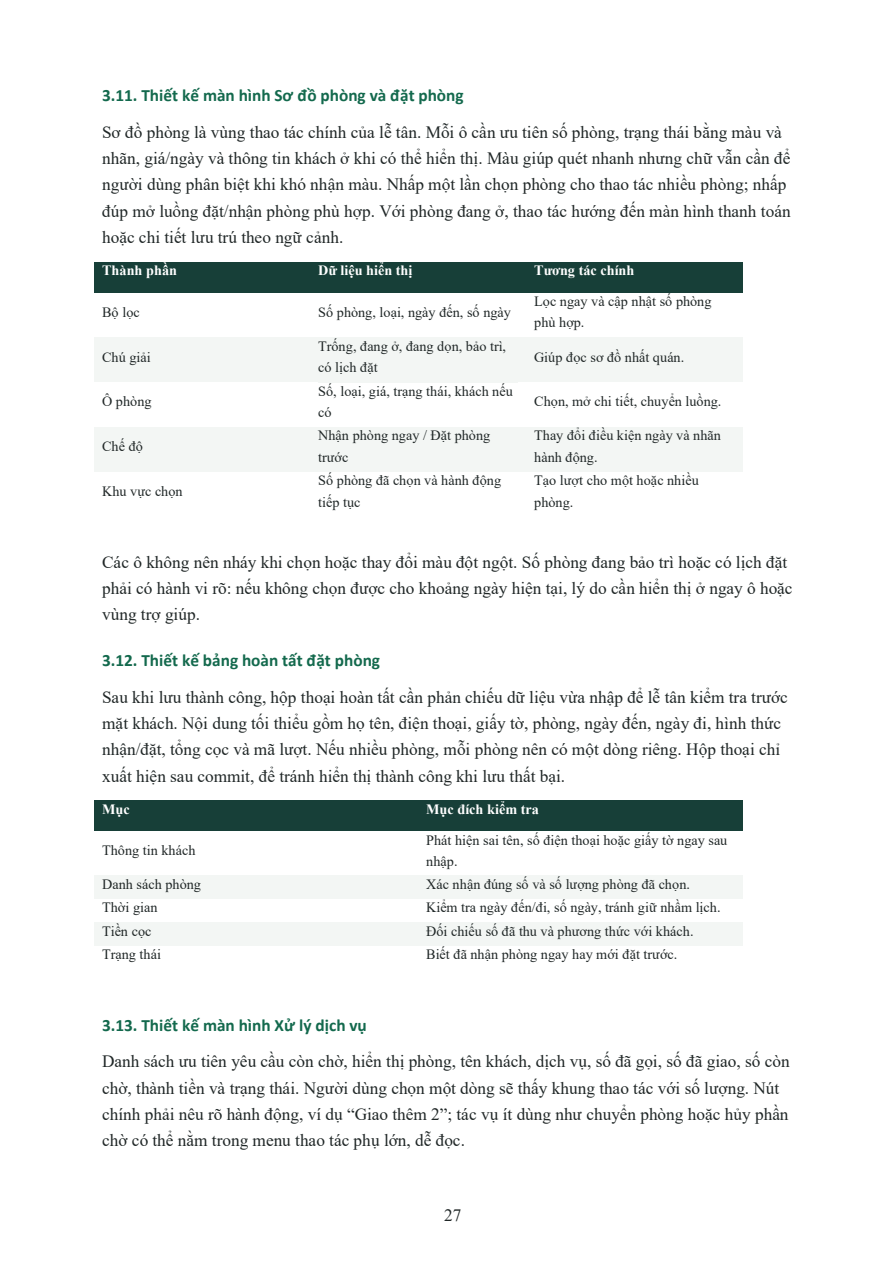 3.11. Thiết kế màn hình Sơ đồ phòng và đặt phòng
Sơ đồ phòng là vùng thao tác chính của lễ tân. Mỗi ô cần ưu tiên số phòng, trạng thái bằng màu và
nhãn, giá/ngày và thông tin khách ở khi có thể hiển thị. Màu giúp quét nhanh nhưng chữ vẫn cần để
người dùng phân biệt khi khó nhận màu. Nhấp một lần chọn phòng cho thao tác nhiều phòng; nhấp
đúp mở luồng đặt/nhận phòng phù hợp. Với phòng đang ở, thao tác hướng đến màn hình thanh toán
hoặc chi tiết lưu trú theo ngữ cảnh.
Thành phần Dữ liệu hiển thị Tương tác chính
Bộ lọc Số phòng, loại, ngày đến, số ngày Lọc ngay và cập nhật số phòng
phù hợp.
Chú giải Trống, đang ở, đang dọn, bảo trì,
có lịch đặt Giúp đọc sơ đồ nhất quán.
Ô phòng Số, loại, giá, trạng thái, khách nếu
có Chọn, mở chi tiết, chuyển luồng.
Chế độ Nhận phòng ngay / Đặt phòng
trước Thay đổi điều kiện ngày và nhãn
hành động.
Khu vực chọn Số phòng đã chọn và hành động
tiếp tục Tạo lượt cho một hoặc nhiều
phòng.
Các ô không nên nháy khi chọn hoặc thay đổi màu đột ngột. Số phòng đang bảo trì hoặc có lịch đặt
phải có hành vi rõ: nếu không chọn được cho khoảng ngày hiện tại, lý do cần hiển thị ở ngay ô hoặc
vùng trợ giúp.
3.12. Thiết kế bảng hoàn tất đặt phòng
Sau khi lưu thành công, hộp thoại hoàn tất cần phản chiếu dữ liệu vừa nhập để lễ tân kiểm tra trước
mặt khách. Nội dung tối thiểu gồm họ tên, điện thoại, giấy tờ, phòng, ngày đến, ngày đi, hình thức
nhận/đặt, tổng cọc và mã lượt. Nếu nhiều phòng, mỗi phòng nên có một dòng riêng. Hộp thoại chỉ
xuất hiện sau commit, để tránh hiển thị thành công khi lưu thất bại.
Mục Mục đích kiểm tra
Thông tin khách Phát hiện sai tên, số điện thoại hoặc giấy tờ ngay sau
nhập.
Danh sách phòng Xác nhận đúng số và số lượng phòng đã chọn.
Thời gian Kiểm tra ngày đến/đi, số ngày, tránh giữ nhầm lịch.
Tiền cọc Đối chiếu số đã thu và phương thức với khách.
Trạng thái Biết đã nhận phòng ngay hay mới đặt trước.
3.13. Thiết kế màn hình Xử lý dịch vụ
Danh sách ưu tiên yêu cầu còn chờ, hiển thị phòng, tên khách, dịch vụ, số đã gọi, số đã giao, số còn
chờ, thành tiền và trạng thái. Người dùng chọn một dòng sẽ thấy khung thao tác với số lượng. Nút
chính phải nêu rõ hành động, ví dụ “Giao thêm 2”; tác vụ ít dùng như chuyển phòng hoặc hủy phần
chờ có thể nằm trong menu thao tác phụ lớn, dễ đọc.
27